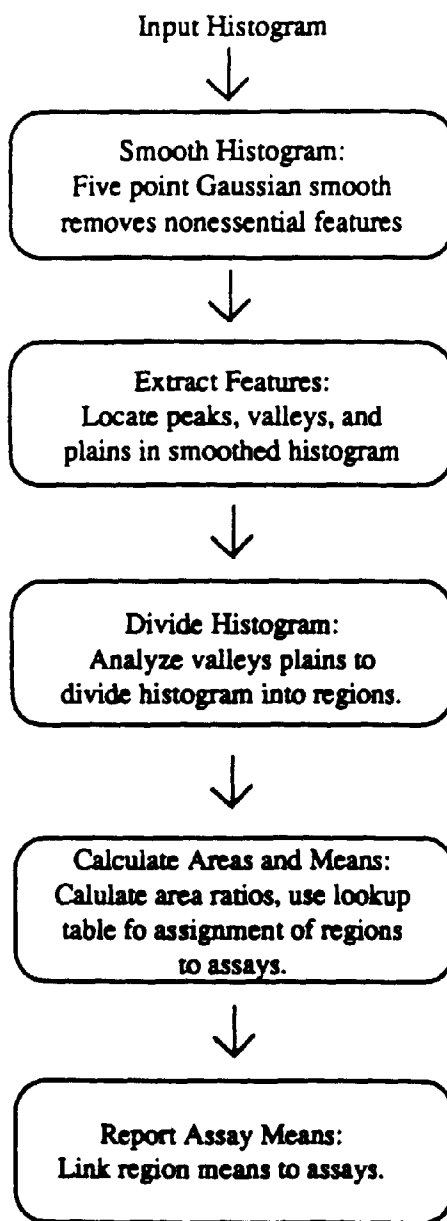 Input Histogram
Smooth Histogram:
Five point Gaussian smooth
removes nonessential features
Extract Features:
Locate peaks, valleys, and
plains in smoothed histogram
Divide Histogram:
Analyze valleys plains to
divide histogram into regions.
Calculate Areas and Means:
Calulate area ratios, use lookup
table fo assignment of regions
to assays.
Report Assay Means:
Link region means to assays.